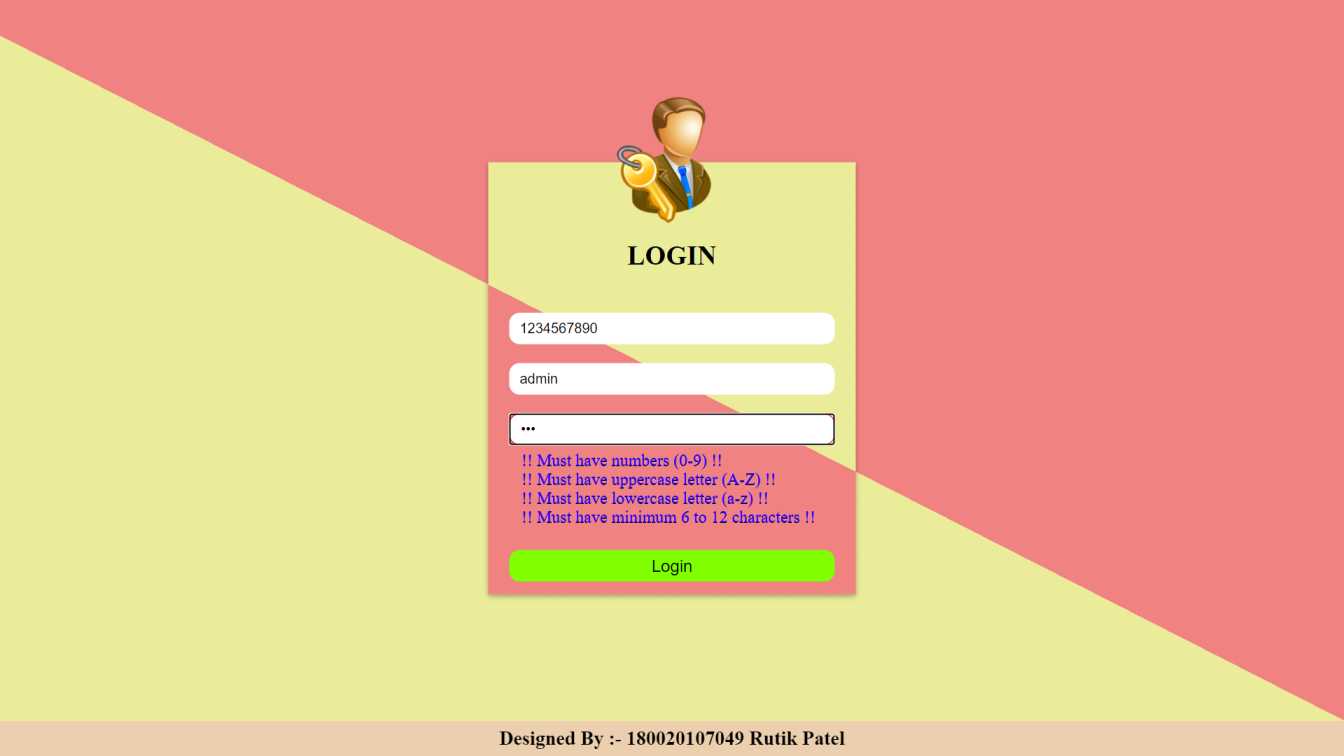 LOGIN
1234567890
admin
•••
!! Must have numbers (0-9) !!
!! Must have uppercase letter (A-Z) !!
!! Must have lowercase letter (a-z) !!
!! Must have minimum 6 to 12 characters !!
Login
Designed By :- 180020107049 Rutik Patel